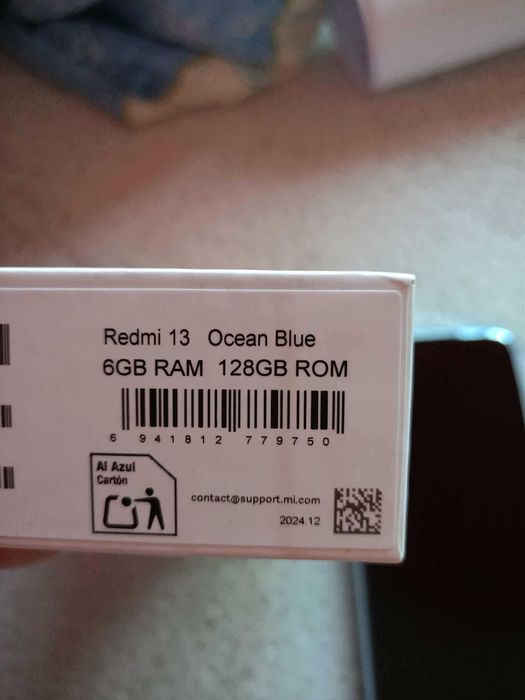 Redmi 13 Ocean Blue
6GB RAM 128GB ROM
6 941812 779750
Al Azul
Cartón
contact@support.mi.com
2024.12